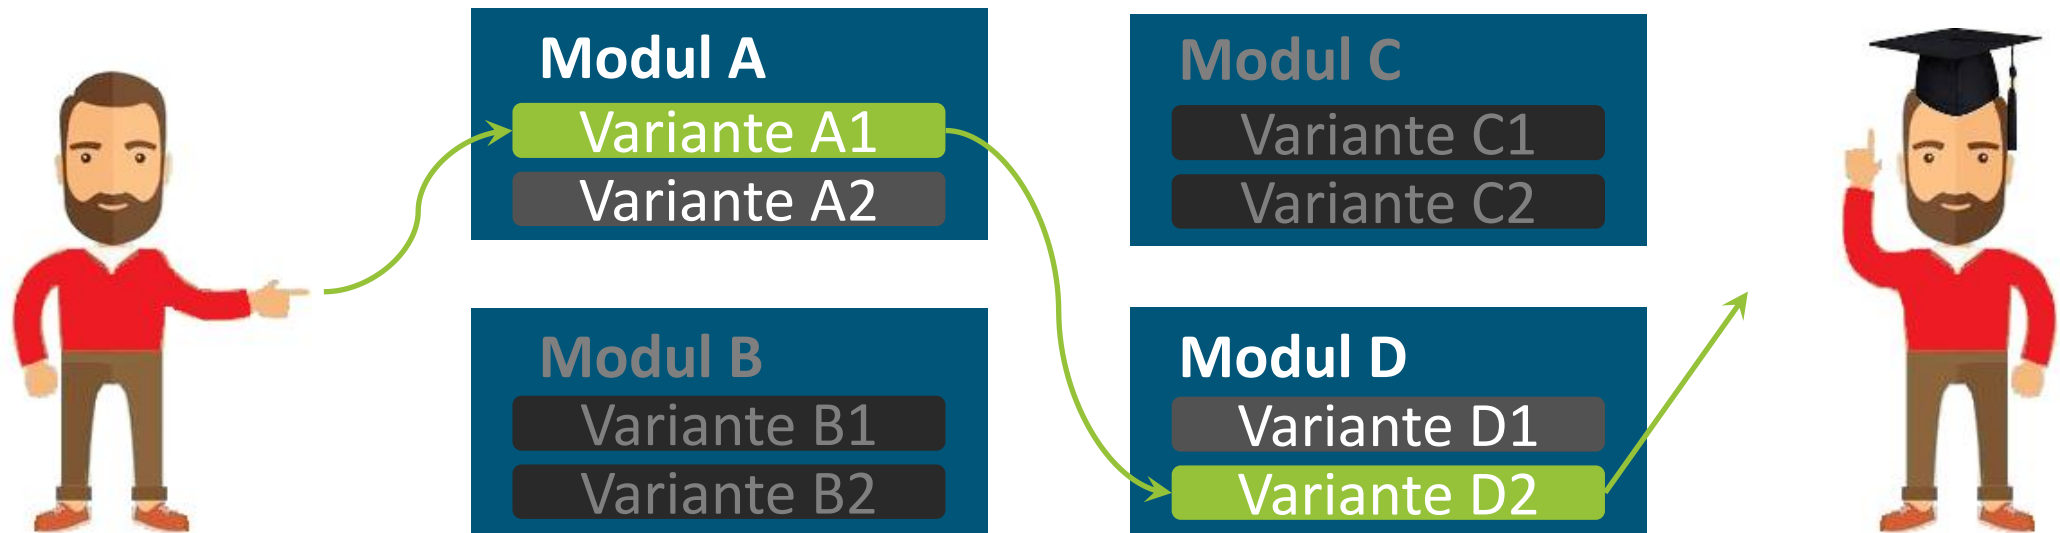 Modul A
Variante A1
Variante A2
Modul B
Variante B1
Variante B2
Modul C
Variante C1
Variante C2
Modul D
Variante D1
Variante D2